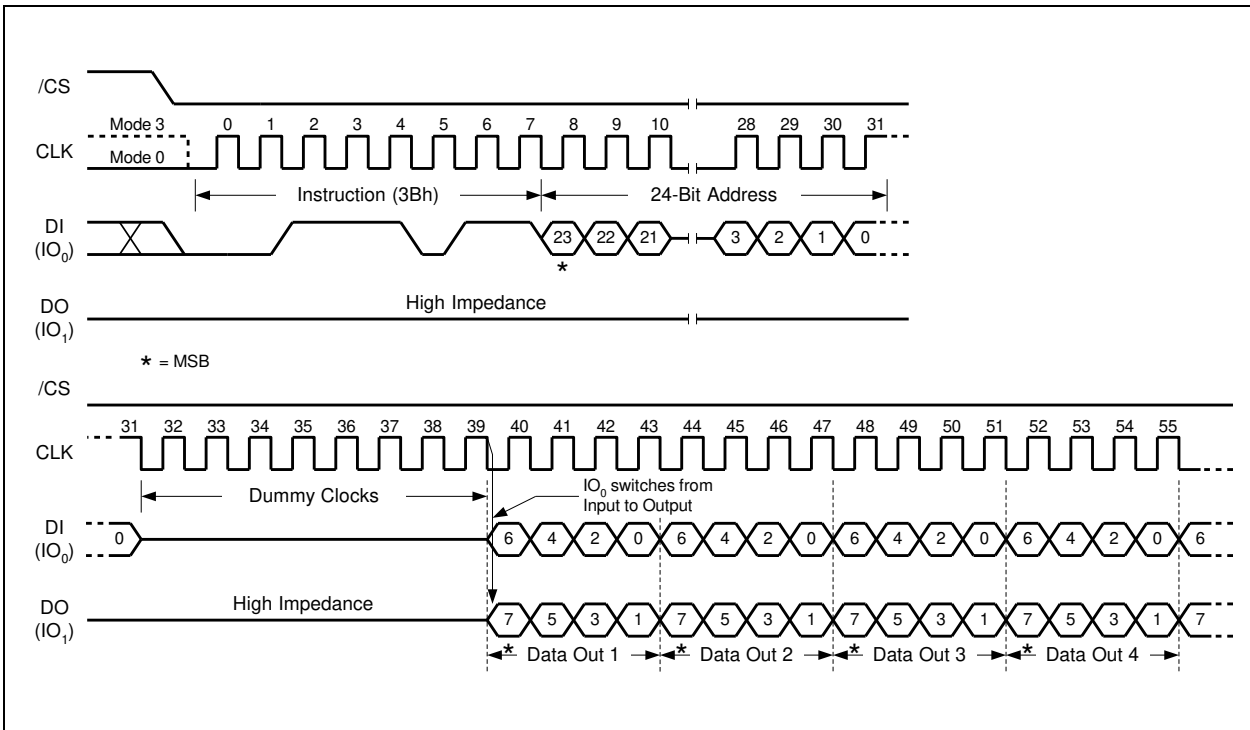 /CS
Mode 3 0 1 2 3 4 5 6 7 8 9 10 28 29 30 31
CLK
Mode 0
Instruction (3Bh) 24-Bit Address
DI
(IO0)
23 22 21 3 2 1 0
*
High Impedance
DO
(IO1)
* = MSB
/CS
31 32 33 34 35 36 37 38 39 40 41 42 43 44 45 46 47 48 49 50 51 52 53 54 55
CLK
Dummy Clocks
IO0 switches from
Input to Output
DI
(IO0)
0 6 4 2 0 6 4 2 0 6 4 2 0 6 4 2 0 6
High Impedance
DO
(IO1)
7 5 3 1 7 5 3 1 7 5 3 1 7 5 3 1 7
* Data Out 1 * Data Out 2 * Data Out 3 * Data Out 4